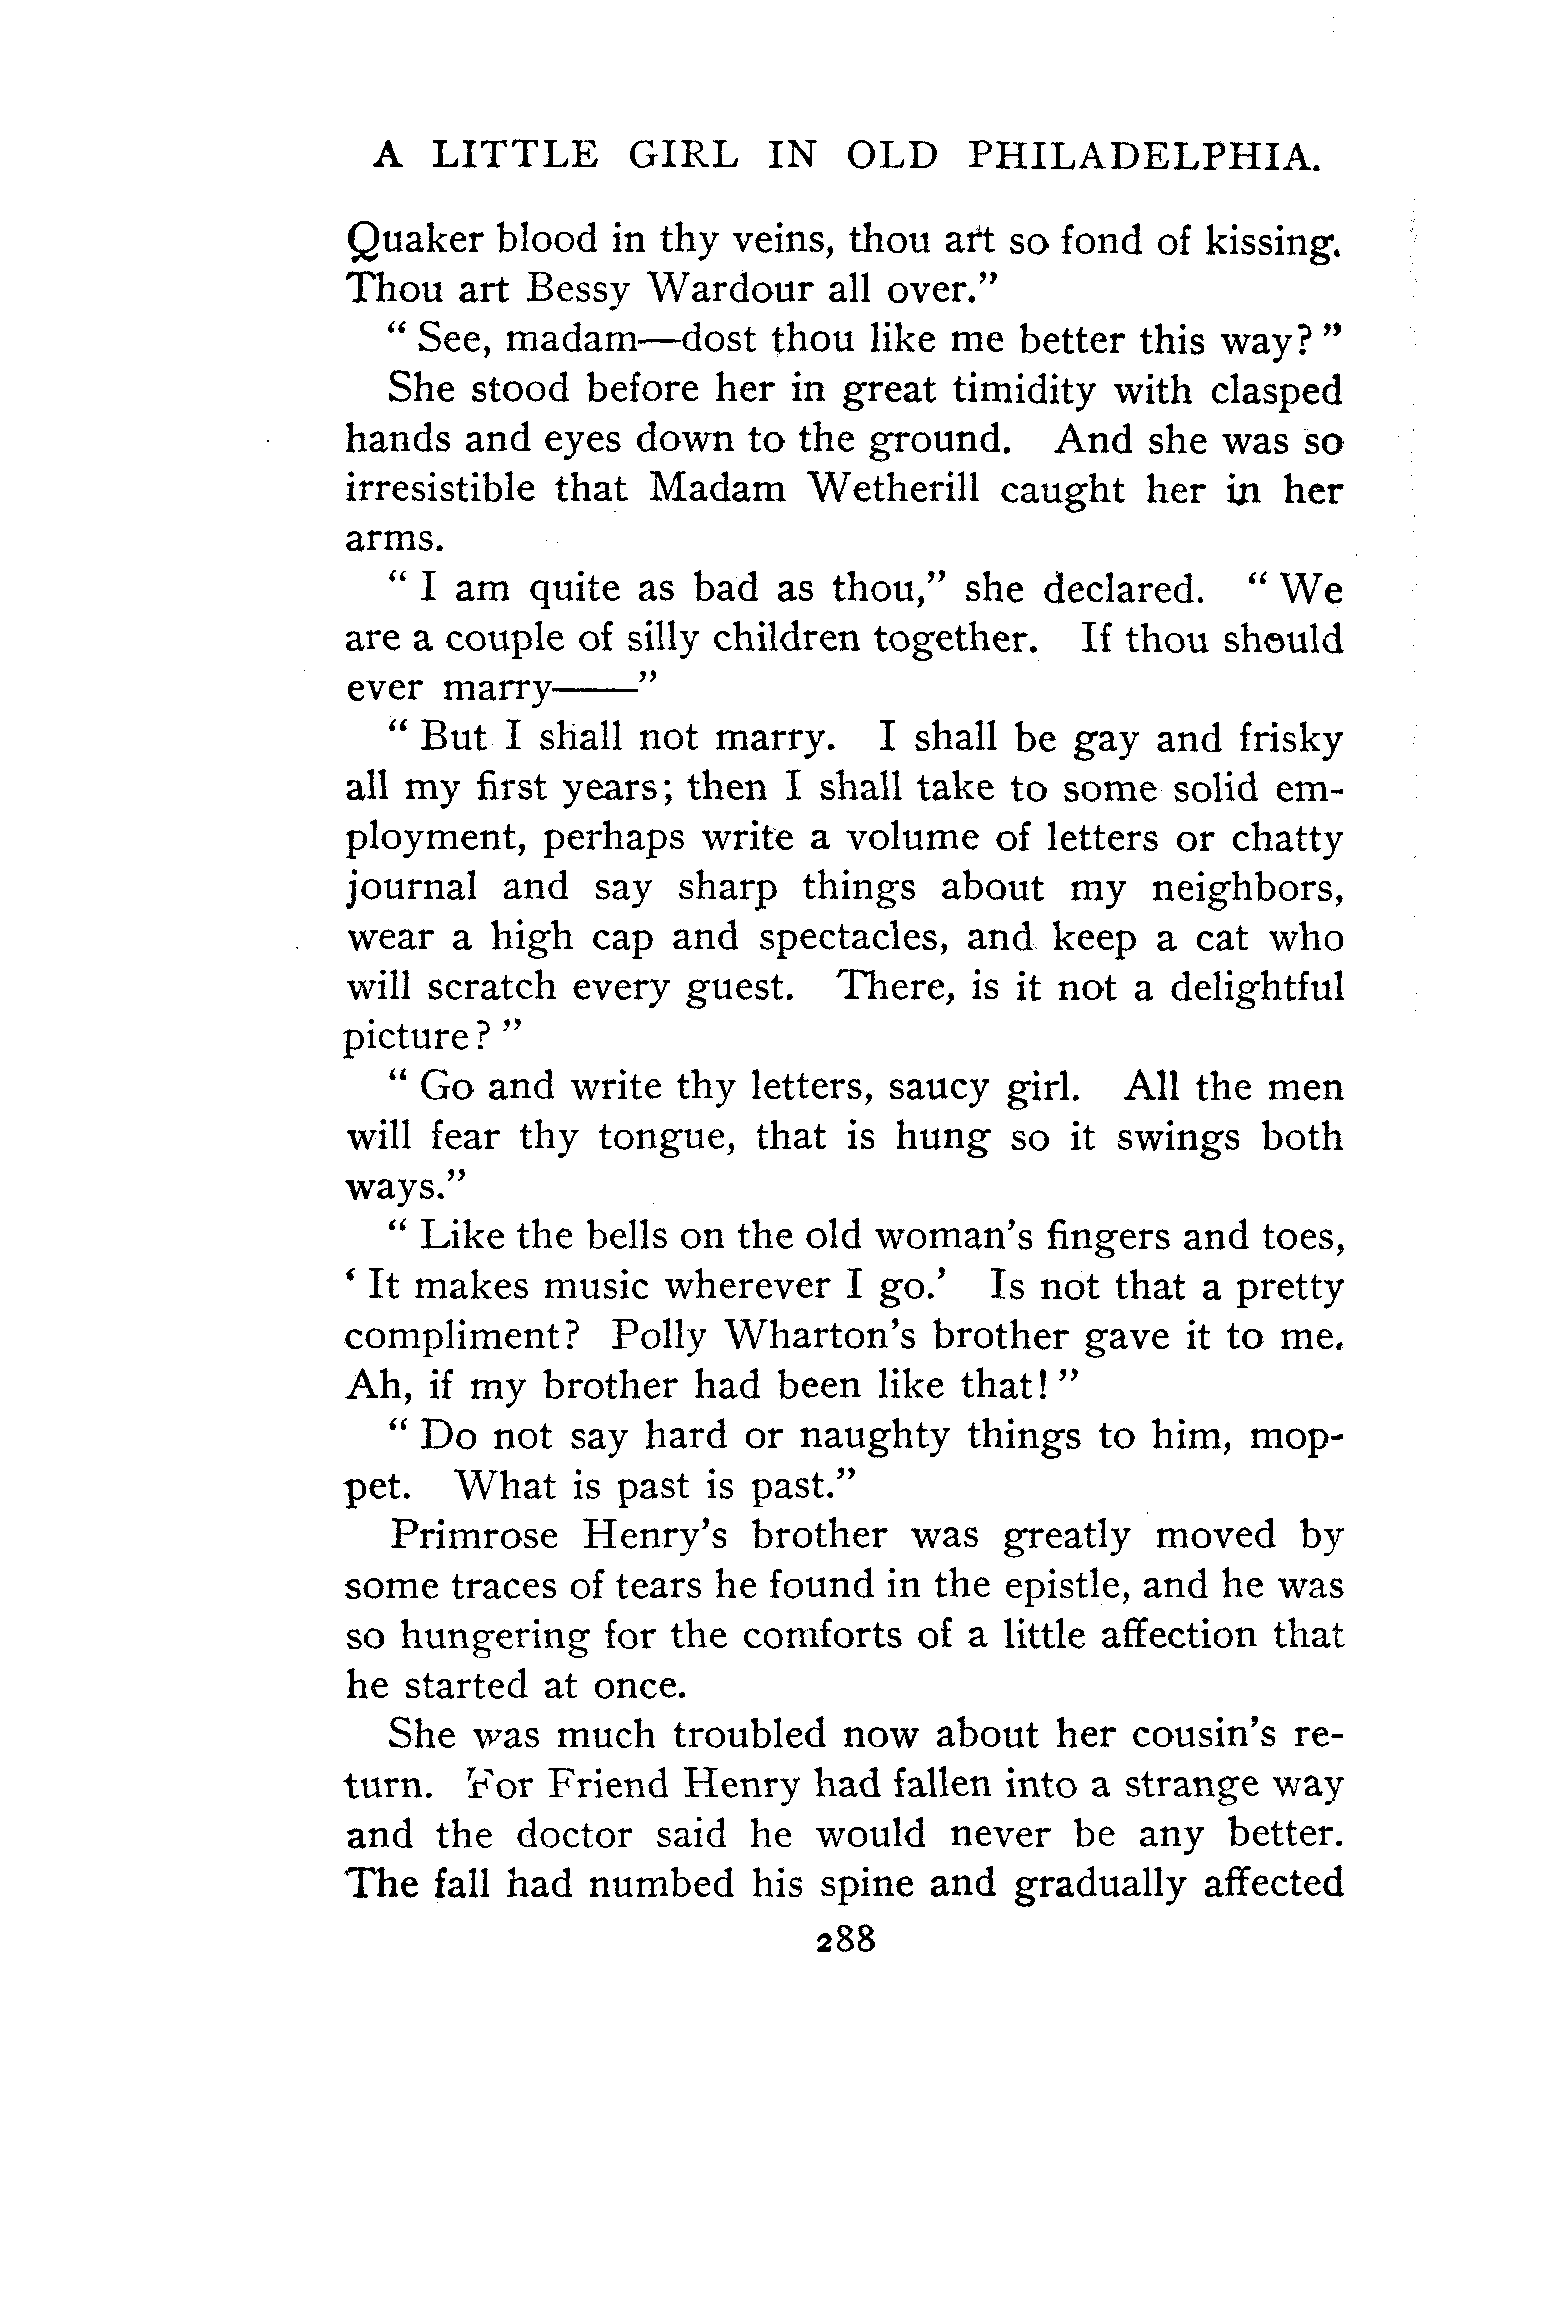 A LITTLE GIRL IN OLD PHILADELPHIA.
Quaker blood in thy veins, thou art so fond of kissing.
Thou art Bessy Wardour all over.”
“ See, madam—dost thou like me better this way? ”
She stood before her in great timidity with clasped
hands and eyes down to the ground. And she was so
irresistible that Madam Wetherill caught her in her
arms.
“ I am quite as bad as thou,” she declared. “ We
are a couple of silly children together. If thou should
ever marry——”
“ But I shall not marry. I shall be gay and frisky
all my first years; then I shall take to some solid em-
ployment, perhaps write a volume of letters or chatty
journal and say sharp things about my neighbors,
wear a high cap and spectacles, and keep a cat who
will scratch every guest. There, is it not a delightful
picture? ”
“ Go and write thy letters, saucy girl. All the men
will fear thy tongue, that is hung so it swings both
ways.”
“ Like the bells on the old woman’s fingers and toes,
‘ It makes music wherever I go.’ Is not that a pretty
compliment? Polly Wharton’s brother gave it to me.
Ah, if my brother had been like that! ”
“ Do not say hard or naughty things to him, mop-
pet. What is past is past.”
Primrose Henry’s brother was greatly moved by
some traces of tears he found in the epistle, and he was
so hungering for the comforts of a little affection that
he started at once.
She was much troubled now about her cousin’s re-
turn. For Friend Henry had fallen into a strange way
and the doctor said he would never be any better.
The fall had numbed his spine and gradually affected
288